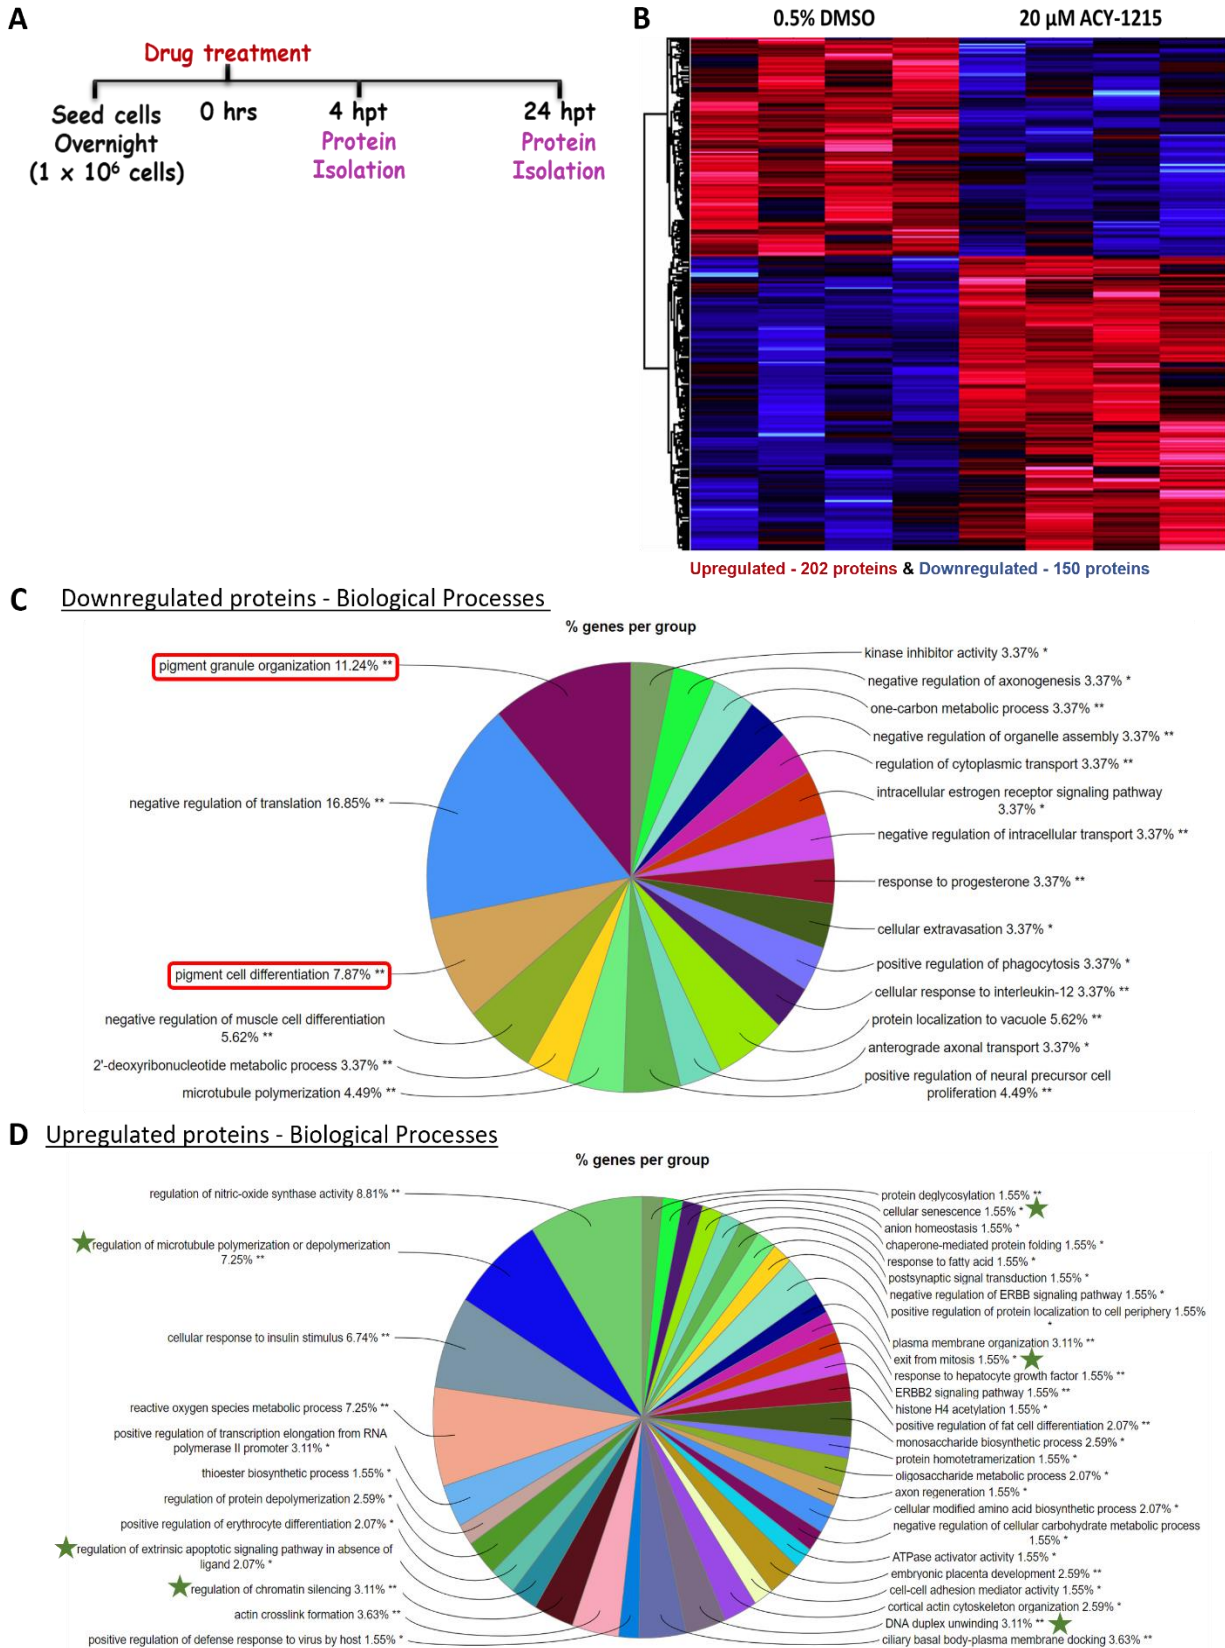 A
Drug treatment
Seed cells
Overnight
(1 x 10⁶ cells)
0 hrs
4 hpt
Protein
Isolation
24 hpt
Protein
Isolation
B
0.5% DMSO
20 µM ACY-1215
Upregulated - 202 proteins & Downregulated - 150 proteins
C
Downregulated proteins - Biological Processes
% genes per group
pigment granule organization 11.24% **
negative regulation of translation 16.85% **
pigment cell differentiation 7.87% **
negative regulation of muscle cell differentiation
5.62% **
2'-deoxyribonucleotide metabolic process 3.37% **
microtubule polymerization 4.49% **
kinase inhibitor activity 3.37% *
negative regulation of axonogenesis 3.37% *
one-carbon metabolic process 3.37% **
negative regulation of organelle assembly 3.37% **
regulation of cytoplasmic transport 3.37% **
intracellular estrogen receptor signaling pathway
3.37% *
negative regulation of intracellular transport 3.37% **
response to progesterone 3.37% **
cellular extravasation 3.37% *
positive regulation of phagocytosis 3.37% *
cellular response to interleukin-12 3.37% **
protein localization to vacuole 5.62% **
anterograde axonal transport 3.37% *
positive regulation of neural precursor cell
proliferation 4.49% **
D
Upregulated proteins - Biological Processes
% genes per group
regulation of nitric-oxide synthase activity 8.81% **
regulation of microtubule polymerization or depolymerization
7.25% **
cellular response to insulin stimulus 6.74% **
reactive oxygen species metabolic process 7.25% **
positive regulation of transcription elongation from RNA
polymerase II promoter 3.11% *
thioester biosynthetic process 1.55% *
regulation of protein depolymerization 2.59% *
positive regulation of erythrocyte differentiation 2.07% *
regulation of extrinsic apoptotic signaling pathway in absence of
ligand 2.07% *
regulation of chromatin silencing 3.11% **
actin crosslink formation 3.63% **
positive regulation of defense response to virus by host 1.55% *
protein deglycosylation 1.55% **
cellular senescence 1.55% *
anion homeostasis 1.55% *
chaperone-mediated protein folding 1.55% *
response to fatty acid 1.55% *
postsynaptic signal transduction 1.55% *
negative regulation of ERBB signaling pathway 1.55% *
positive regulation of protein localization to cell periphery 1.55%
*
plasma membrane organization 3.11% **
exit from mitosis 1.55% *
response to hepatocyte growth factor 1.55% **
ERBB2 signaling pathway 1.55% **
histone H4 acetylation 1.55% *
positive regulation of fat cell differentiation 2.07% **
monosaccharide biosynthetic process 2.59% *
protein homotetramerization 1.55% *
oligosaccharide metabolic process 2.07% *
axon regeneration 1.55% *
cellular modified amino acid biosynthetic process 2.07% *
negative regulation of cellular carbohydrate metabolic process
1.55% *
ATPase activator activity 1.55% *
embryonic placenta development 2.59% **
cell-cell adhesion mediator activity 1.55% *
cortical actin cytoskeleton organization 2.59% *
DNA duplex unwinding 3.11% **
ciliary basal body-plasma membrane docking 3.63% **